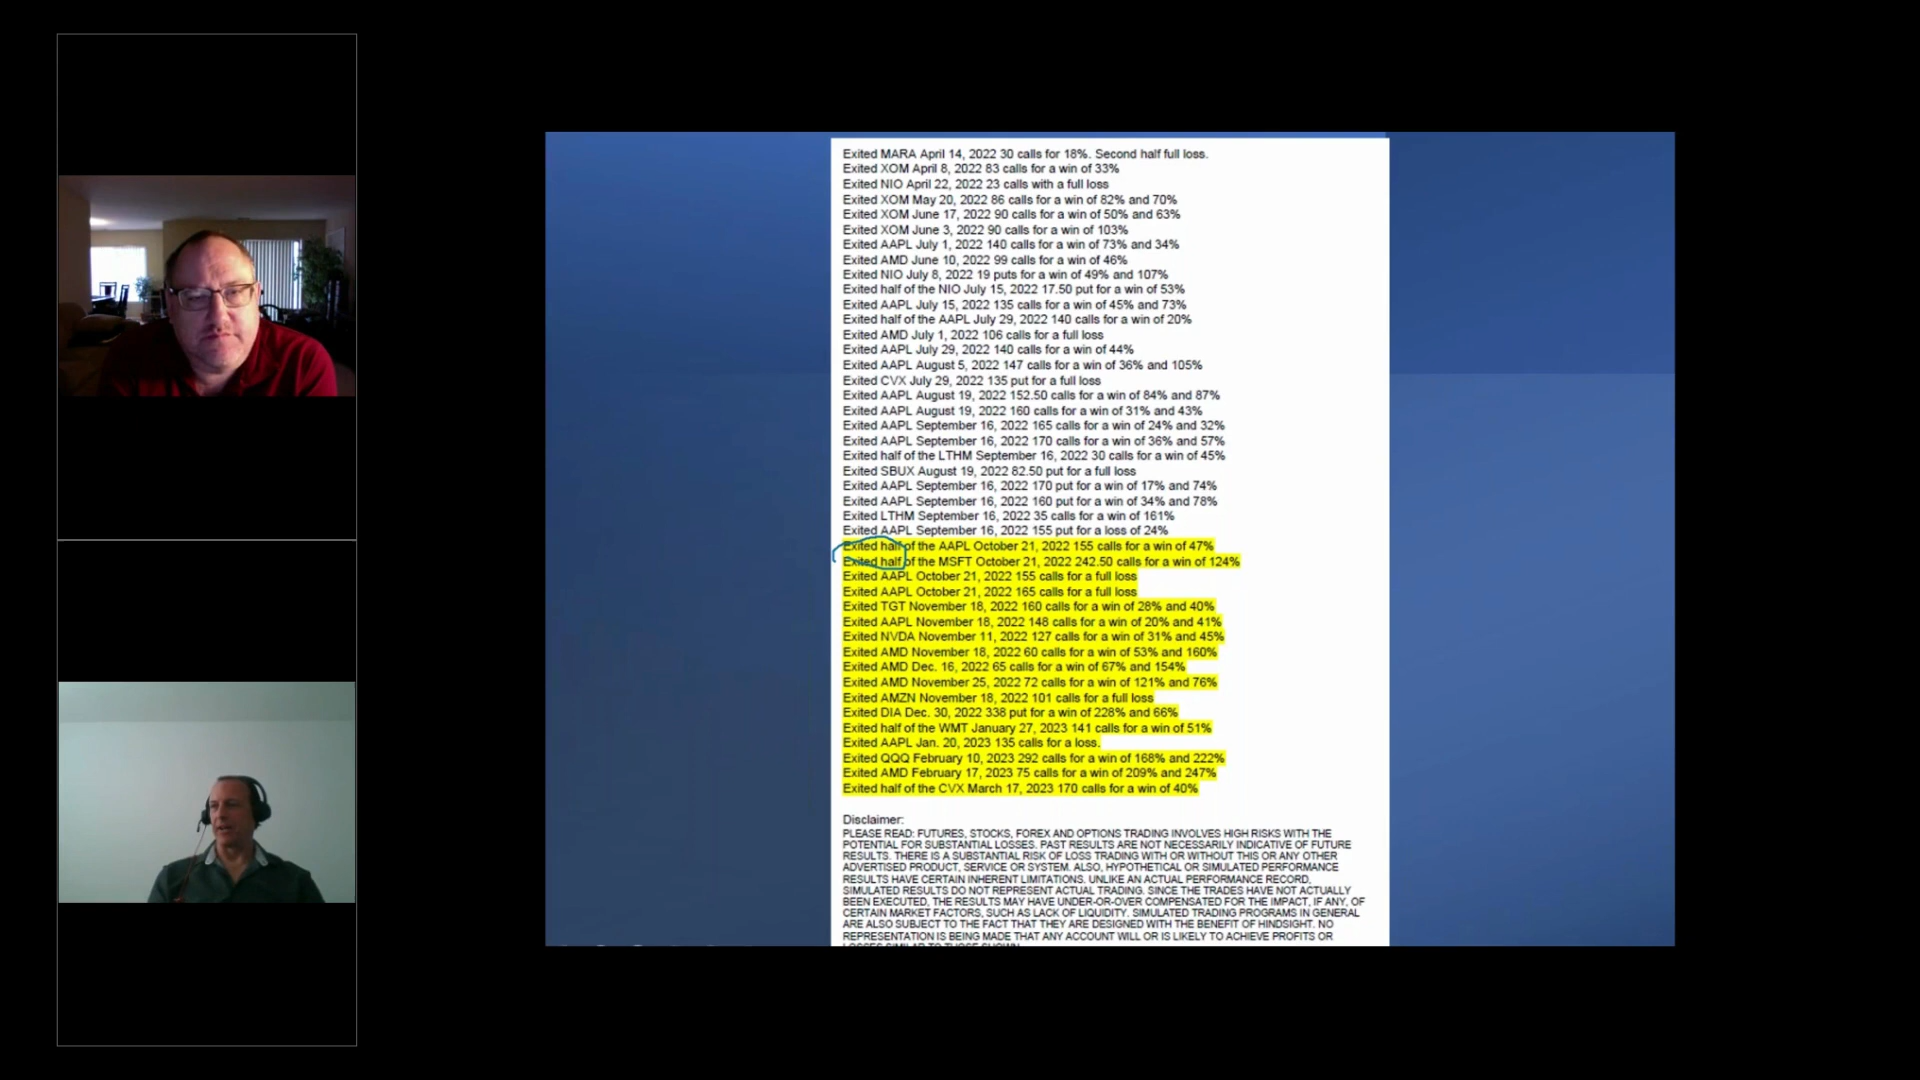 Exited MARA April 14, 2022 30 calls for 18%. Second half full loss.
Exited XOM April 8, 2022 83 calls for a win of 33%
Exited NIO April 22, 2022 23 calls with a full loss
Exited XOM May 20, 2022 86 calls for a win of 82% and 70%
Exited XOM June 17, 2022 90 calls for a win of 50% and 63%
Exited XOM June 3, 2022 90 calls for a win of 103%
Exited AAPL July 1, 2022 140 calls for a win of 73% and 34%
Exited AMD June 10, 2022 99 calls for a win of 46%
Exited NIO July 8, 2022 19 puts for a win of 49% and 107%
Exited half of the NIO July 15, 2022 17.50 put for a win of 53%
Exited AAPL July 15, 2022 135 calls for a win of 45% and 73%
Exited half of the AAPL July 29, 2022 140 calls for a win of 20%
Exited AMD July 1, 2022 106 calls for a full loss
Exited AAPL July 29, 2022 140 calls for a win of 44%
Exited AAPL August 5, 2022 147 calls for a win of 36% and 105%
Exited CVX July 29, 2022 135 put for a full loss
Exited AAPL August 19, 2022 152.50 calls for a win of 84% and 87%
Exited AAPL August 19, 2022 160 calls for a win of 31% and 43%
Exited AAPL September 16, 2022 165 calls for a win of 24% and 32%
Exited AAPL September 16, 2022 170 calls for a win of 36% and 57%
Exited half of the LTHM September 16, 2022 30 calls for a win of 45%
Exited SBUX August 19, 2022 82.50 put for a full loss
Exited AAPL September 16, 2022 170 put for a win of 17% and 74%
Exited AAPL September 16, 2022 160 put for a win of 34% and 78%
Exited LTHM September 16, 2022 35 calls for a win of 161%
Exited AAPL September 16, 2022 155 put for a loss of 24%
Exited half of the AAPL October 21, 2022 155 calls for a win of 47%
Exited half of the MSFT October 21, 2022 242.50 calls for a win of 124%
Exited AAPL October 21, 2022 155 calls for a full loss
Exited AAPL October 21, 2022 165 calls for a full loss
Exited TGT November 18, 2022 160 calls for a win of 28% and 40%
Exited AAPL November 18, 2022 148 calls for a win of 20% and 41%
Exited NVDA November 11, 2022 127 calls for a win of 31% and 45%
Exited AMD November 18, 2022 60 calls for a win of 53% and 160%
Exited AMD Dec. 16, 2022 65 calls for a win of 67% and 154%
Exited AMD November 25, 2022 72 calls for a win of 121% and 76%
Exited AMZN November 18, 2022 101 calls for a full loss
Exited DIA Dec. 30, 2022 338 put for a win of 228% and 66%
Exited half of the WMT January 27, 2023 141 calls for a win of 51%
Exited AAPL Jan. 20, 2023 135 calls for a loss.
Exited QQQ February 10, 2023 292 calls for a win of 168% and 222%
Exited AMD February 17, 2023 75 calls for a win of 209% and 247%
Exited half of the CVX March 17, 2023 170 calls for a win of 40%
Disclaimer:
PLEASE READ: FUTURES, STOCKS, FOREX AND OPTIONS TRADING INVOLVES HIGH RISKS WITH THE
POTENTIAL FOR SUBSTANTIAL LOSSES. PAST RESULTS ARE NOT NECESSARILY INDICATIVE OF FUTURE
RESULTS. THERE IS A SUBSTANTIAL RISK OF LOSS TRADING WITH OR WITHOUT THIS OR ANY OTHER
ADVERTISED PRODUCT, SERVICE OR SYSTEM. ALSO, HYPOTHETICAL OR SIMULATED PERFORMANCE
RESULTS HAVE CERTAIN INHERENT LIMITATIONS. UNLIKE AN ACTUAL PERFORMANCE RECORD,
SIMULATED RESULTS DO NOT REPRESENT ACTUAL TRADING. SINCE THE TRADES HAVE NOT ACTUALLY
BEEN EXECUTED, THE RESULTS MAY HAVE UNDER-OR-OVER COMPENSATED FOR THE IMPACT, IF ANY, OF
CERTAIN MARKET FACTORS, SUCH AS LACK OF LIQUIDITY. SIMULATED TRADING PROGRAMS IN GENERAL
ARE ALSO SUBJECT TO THE FACT THAT THEY ARE DESIGNED WITH THE BENEFIT OF HINDSIGHT. NO
REPRESENTATION IS BEING MADE THAT ANY ACCOUNT WILL OR IS LIKELY TO ACHIEVE PROFITS OR